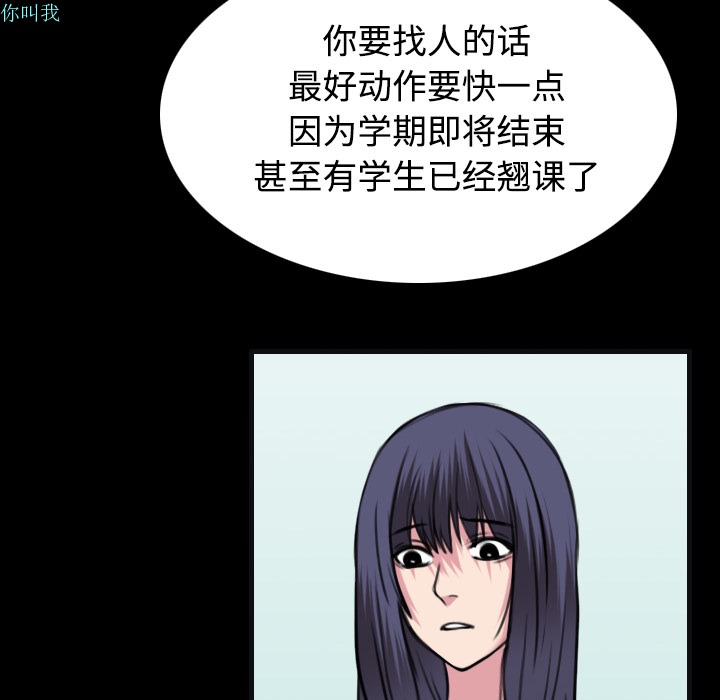 你叫我
你要找人的话
最好动作要快一点
因为学期即将结束
甚至有学生已经翘课了